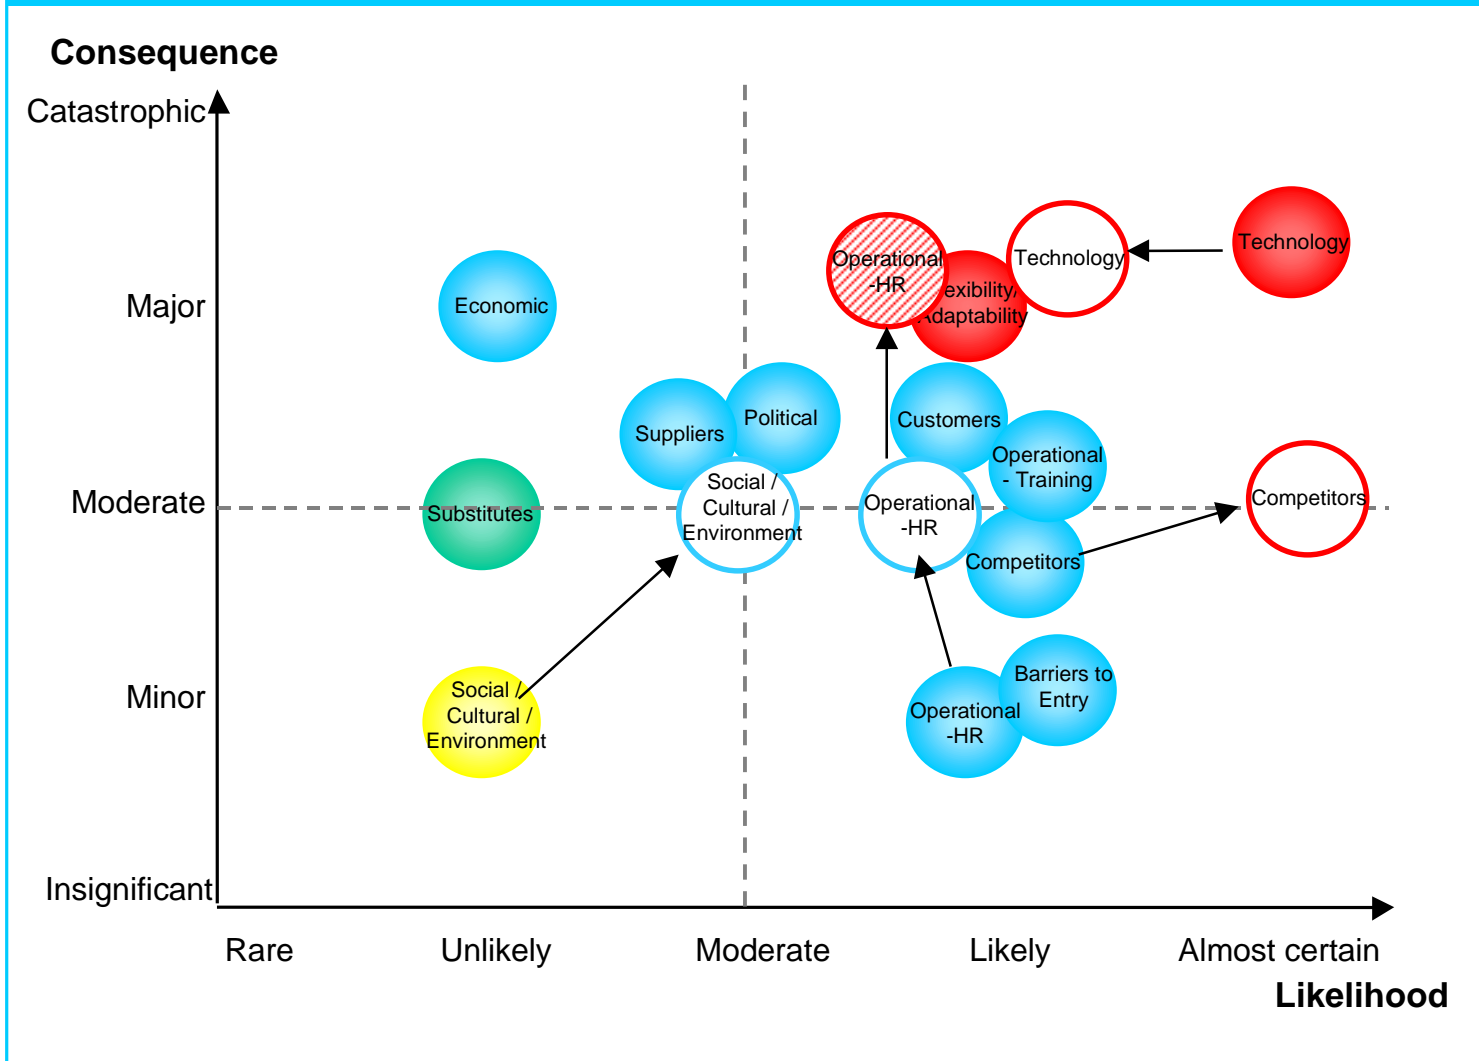 Consequence
Catastrophic
Major
Moderate
Minor
Insignificant
Economic
Substitutes
Social /
Cultural /
Environment
Suppliers
Political
Social /
Cultural /
Environment
Operational
-HR
exibility/
Adaptability
Technology
Technology
Customers
Operational
- Training
Operational
-HR
Competitors
Competitors
Operational
-HR
Barriers to
Entry
Rare
Unlikely
Moderate
Likely
Almost certain
Likelihood